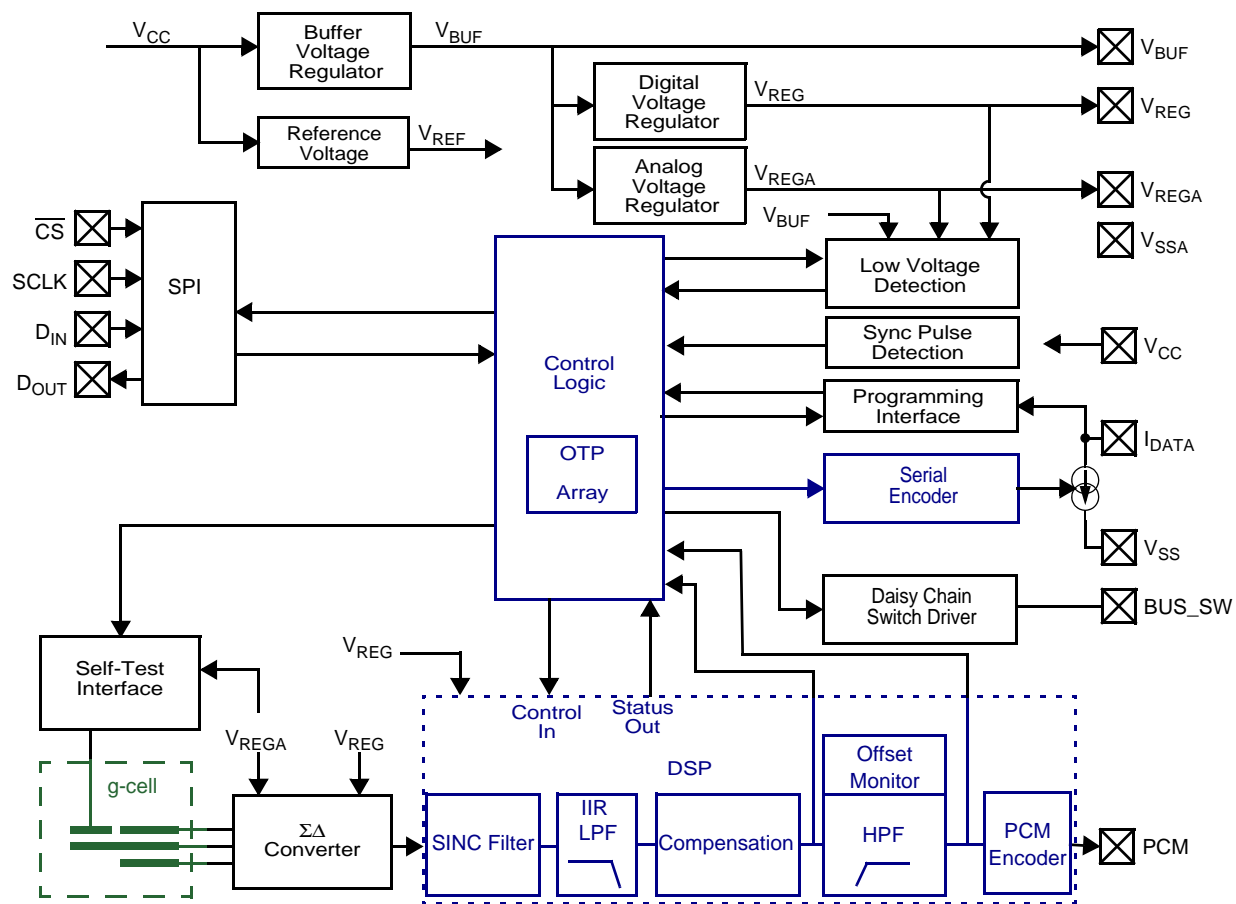 VCC
Buffer
Voltage
Regulator
VBUF
VBUF
Digital
Voltage
Regulator
VREG
VREG
Reference
Voltage
VREF
Analog
Voltage
Regulator
VREGA
VREGA
VBUF
VSSA
CS
SCLK
DIN
DOUT
SPI
Low Voltage
Detection
Sync Pulse
Detection
VCC
Control
Logic
Programming
Interface
IDATA
OTP
Array
Serial
Encoder
VSS
Daisy Chain
Switch Driver
BUS_SW
Self-Test
Interface
VREG
Control
In
Status
Out
VREGA
VREG
DSP
Offset
Monitor
g-cell
ΣΔ
Converter
SINC Filter
IIR
LPF
Compensation
HPF
PCM
Encoder
PCM